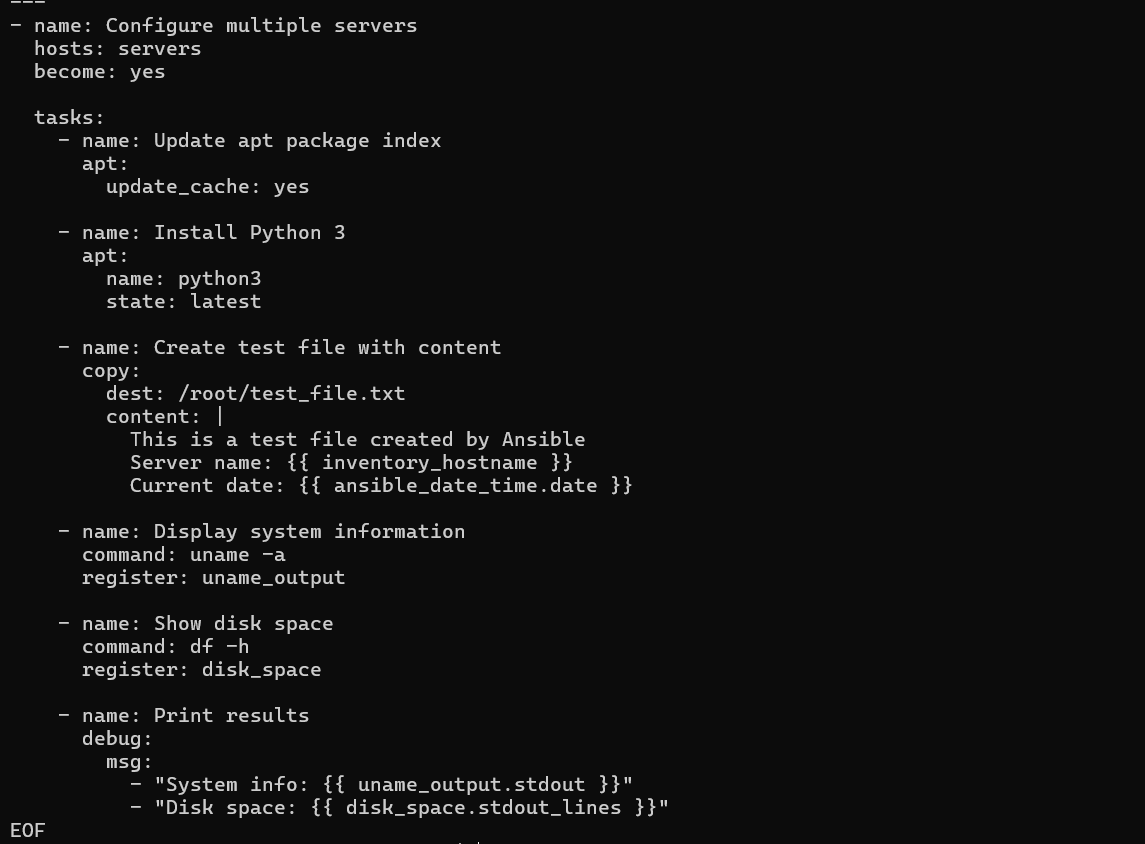 ---
- name: Configure multiple servers
  hosts: servers
  become: yes

  tasks:
    - name: Update apt package index
      apt:
        update_cache: yes

    - name: Install Python 3
      apt:
        name: python3
        state: latest

    - name: Create test file with content
      copy:
        dest: /root/test_file.txt
        content: |
          This is a test file created by Ansible
          Server name: {{ inventory_hostname }}
          Current date: {{ ansible_date_time.date }}

    - name: Display system information
      command: uname -a
      register: uname_output

    - name: Show disk space
      command: df -h
      register: disk_space

    - name: Print results
      debug:
        msg:
          - "System info: {{ uname_output.stdout }}"
          - "Disk space: {{ disk_space.stdout_lines }}"
EOF